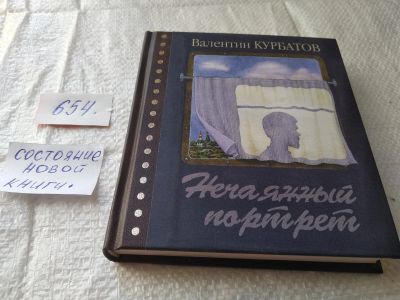 Валентин КУРБАТОВ
Нечаянный
портрет
654.
состояние
новой
книги.